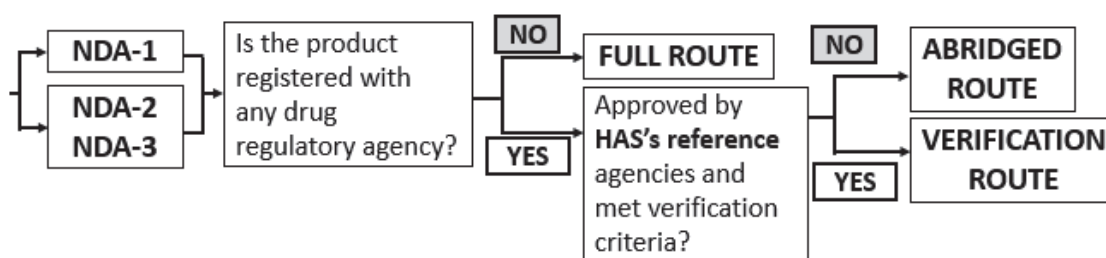 NDA-1
NDA-2
NDA-3
Is the product
registered with
any drug
regulatory agency?
NO
FULL ROUTE
YES
Approved by
HAS's reference
agencies and
met verification
criteria?
NO
ABRIDGED
ROUTE
YES
VERIFICATION
ROUTE